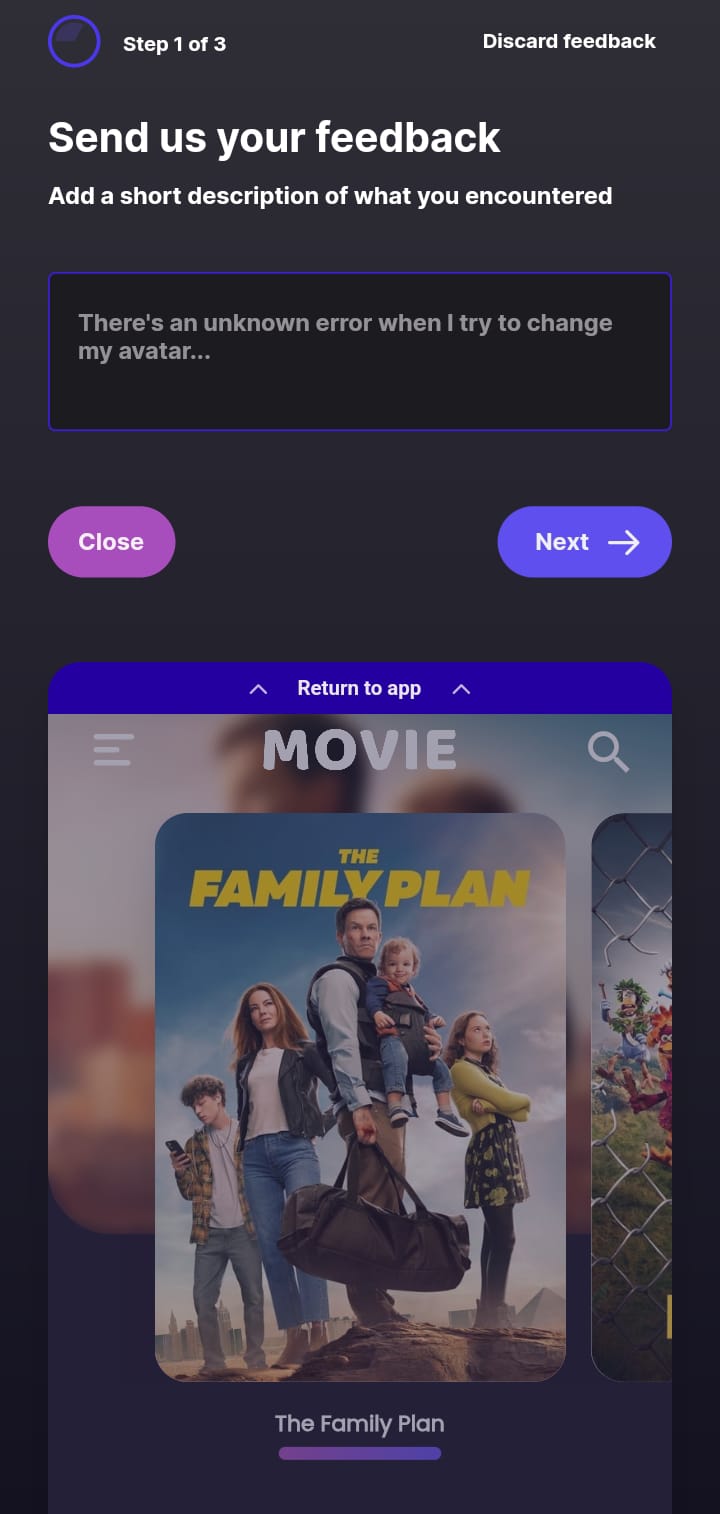 Step 1 of 3
Discard feedback
Send us your feedback
Add a short description of what you encountered
There's an unknown error when I try to change
my avatar...
Close
Next
Return to app
MOVIE
THE
FAMILY PLAN
The Family Plan